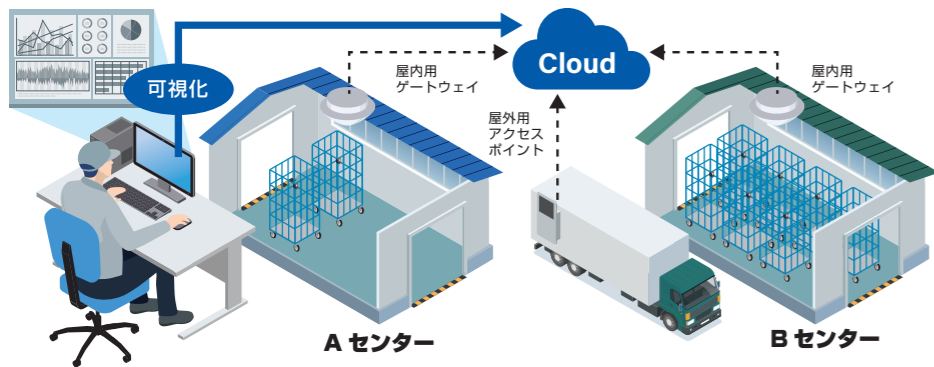 可視化
屋内用
ゲートウェイ
Cloud
屋外用
アクセス
ポイント
屋内用
ゲートウェイ
A センター
B センター